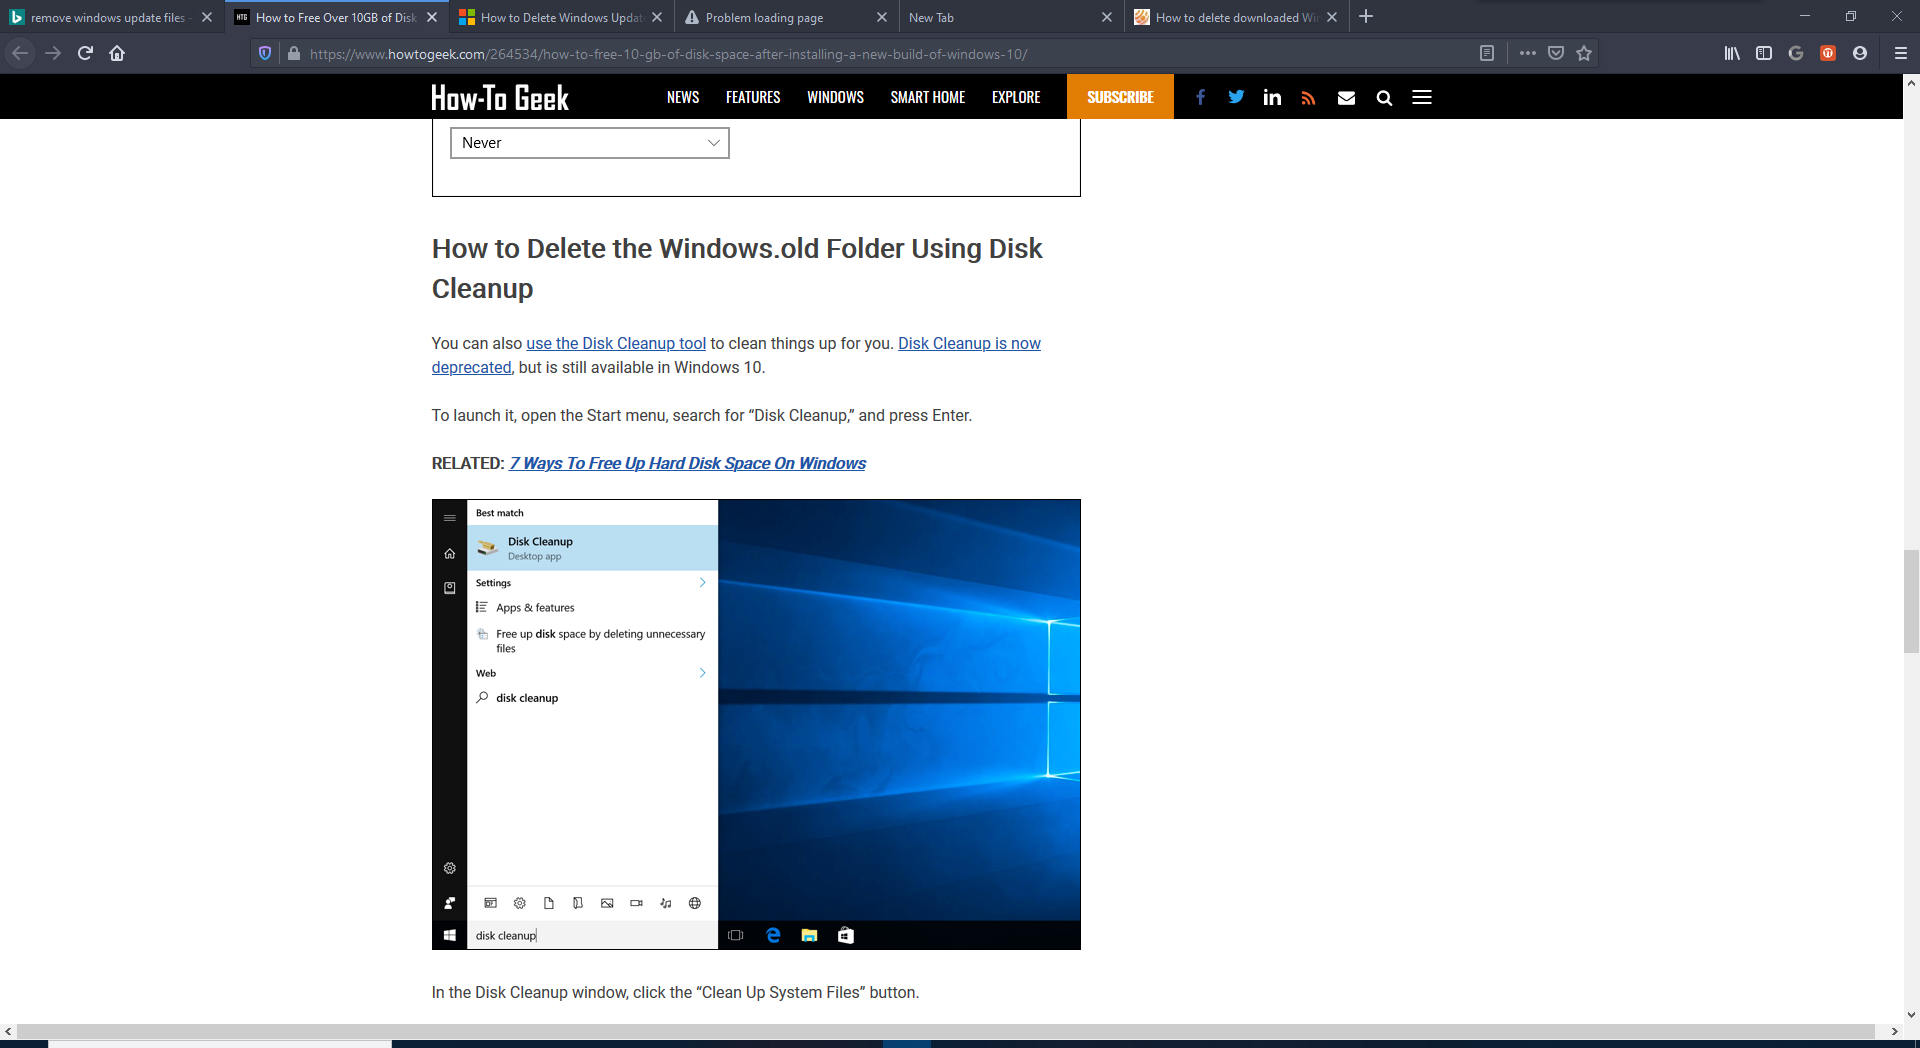 remove windows update files -
HTG
How to Free Over 10GB of Disk
How to Delete Windows Updat
Problem loading page
New Tab
How to delete downloaded Wi
https://www.howtogeek.com/264534/how-to-free-10-gb-of-disk-space-after-installing-a-new-build-of-windows-10/
How-To Geek
NEWS
FEATURES
WINDOWS
SMART HOME
EXPLORE
SUBSCRIBE
Never
How to Delete the Windows.old Folder Using Disk
Cleanup
You can also use the Disk Cleanup tool to clean things up for you. Disk Cleanup is now
deprecated, but is still available in Windows 10.
To launch it, open the Start menu, search for “Disk Cleanup,” and press Enter.
RELATED: 7 Ways To Free Up Hard Disk Space On Windows
Best match
Disk Cleanup
Desktop app
Settings
Apps & features
Free up disk space by deleting unnecessary
files
Web
disk cleanup
disk cleanup
In the Disk Cleanup window, click the “Clean Up System Files” button.